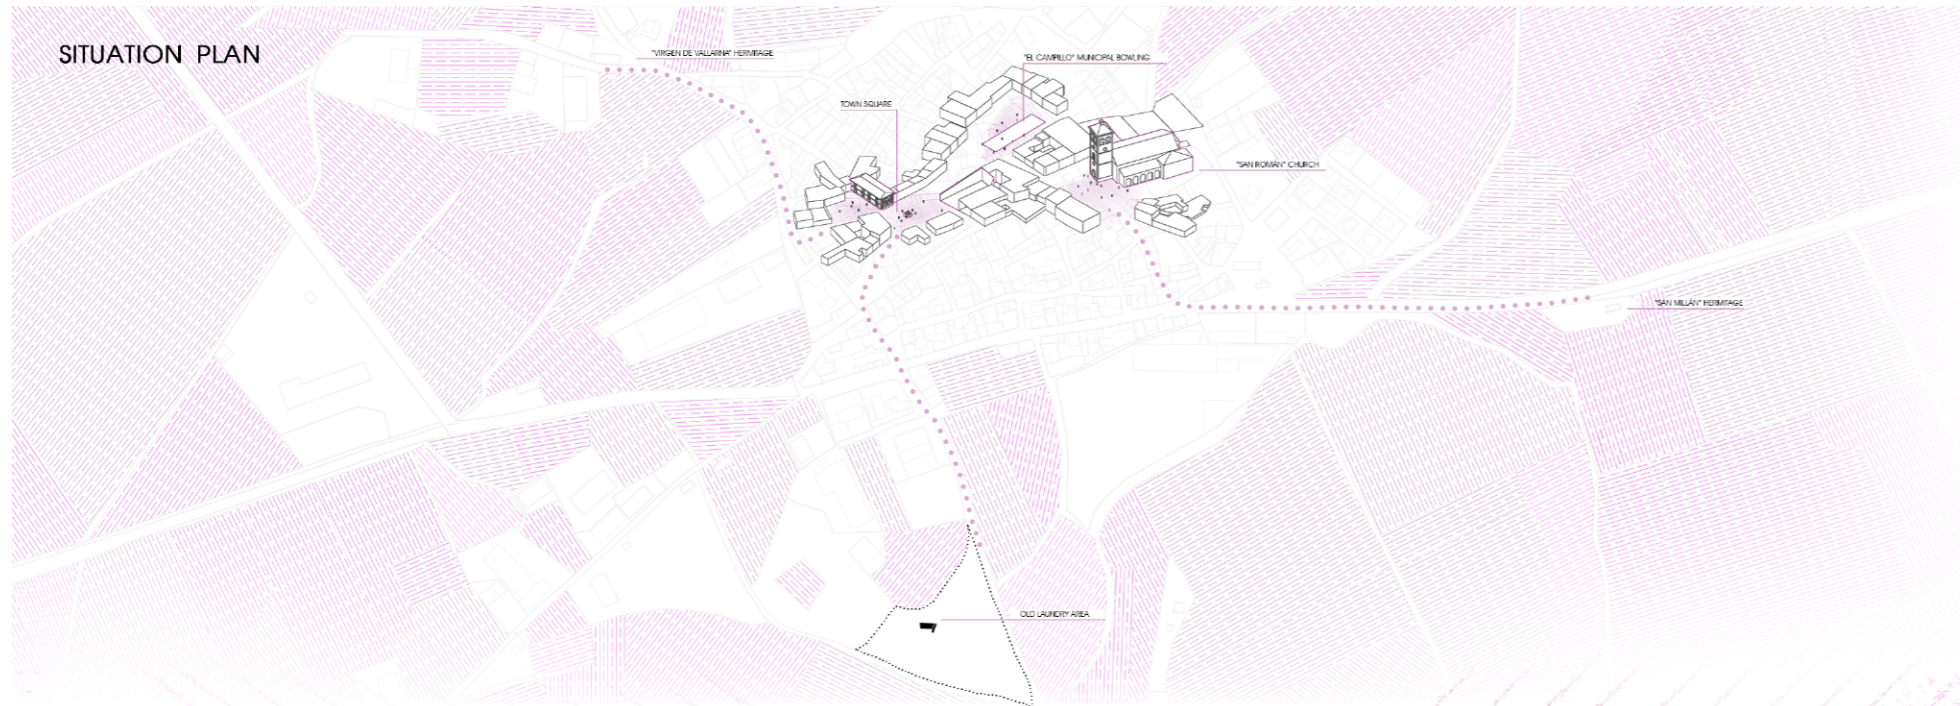 SITUATION PLAN
"VIRGEN DE VALLARNA" HERMITAGE
"EL CAMPILLO" MUNICIPAL BOWLING
TOWN SQUARE
"SAN ROMÁN" CHURCH
"SAN MILLÁN" HERMITAGE
OLD LAUNDRY AREA